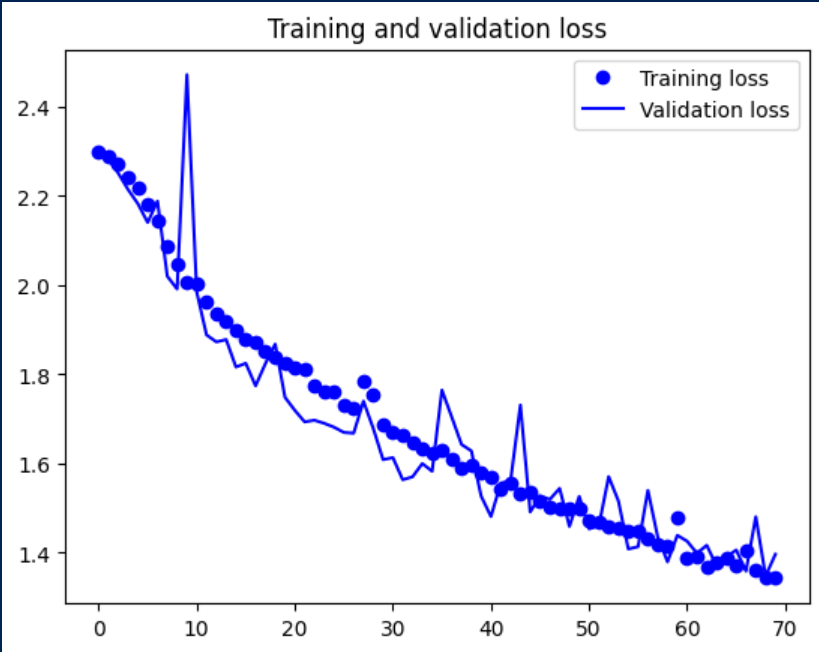 Training and validation loss
Training loss
Validation loss
2.4
2.2
2.0
1.8
1.6
1.4
0 10 20 30 40 50 60 70